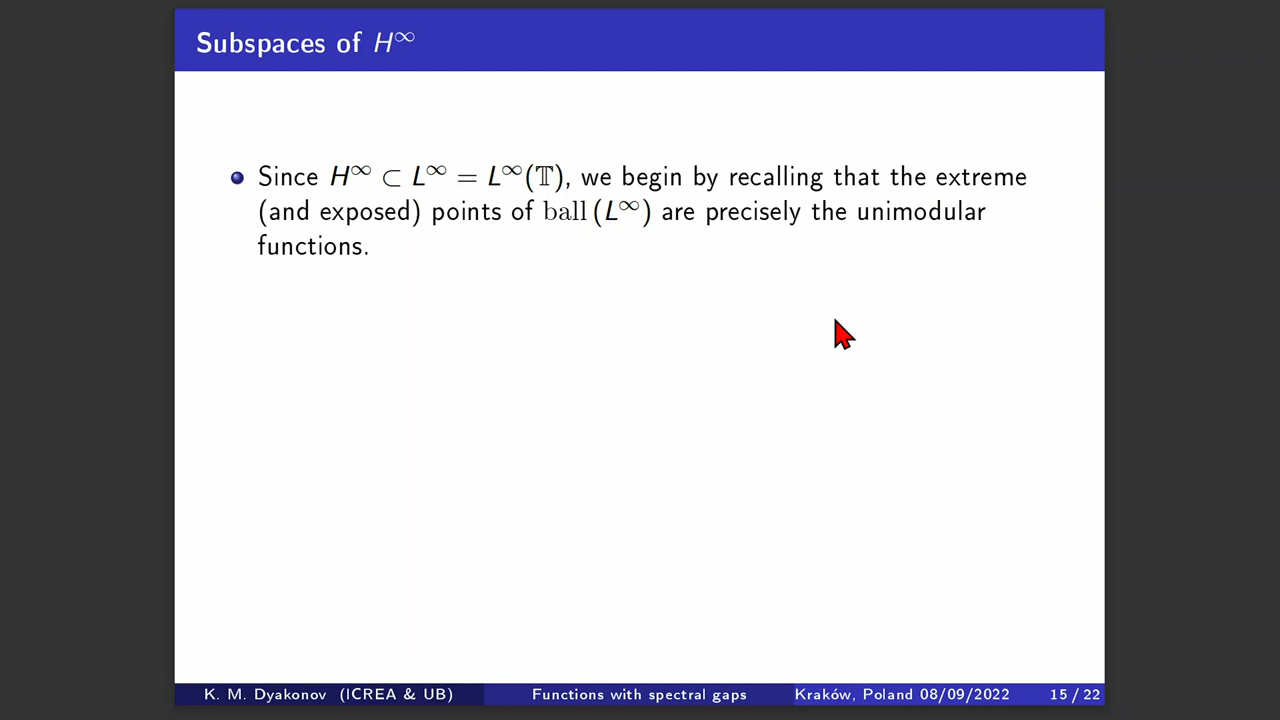 Subspaces of H^∞
Since H^∞ ⊂ L^∞ = L^∞(𝕋), we begin by recalling that the extreme
(and exposed) points of ball (L^∞) are precisely the unimodular
functions.
K. M. Dyakonov (ICREA & UB) Functions with spectral gaps Kraków, Poland 08/09/2022 15 / 22